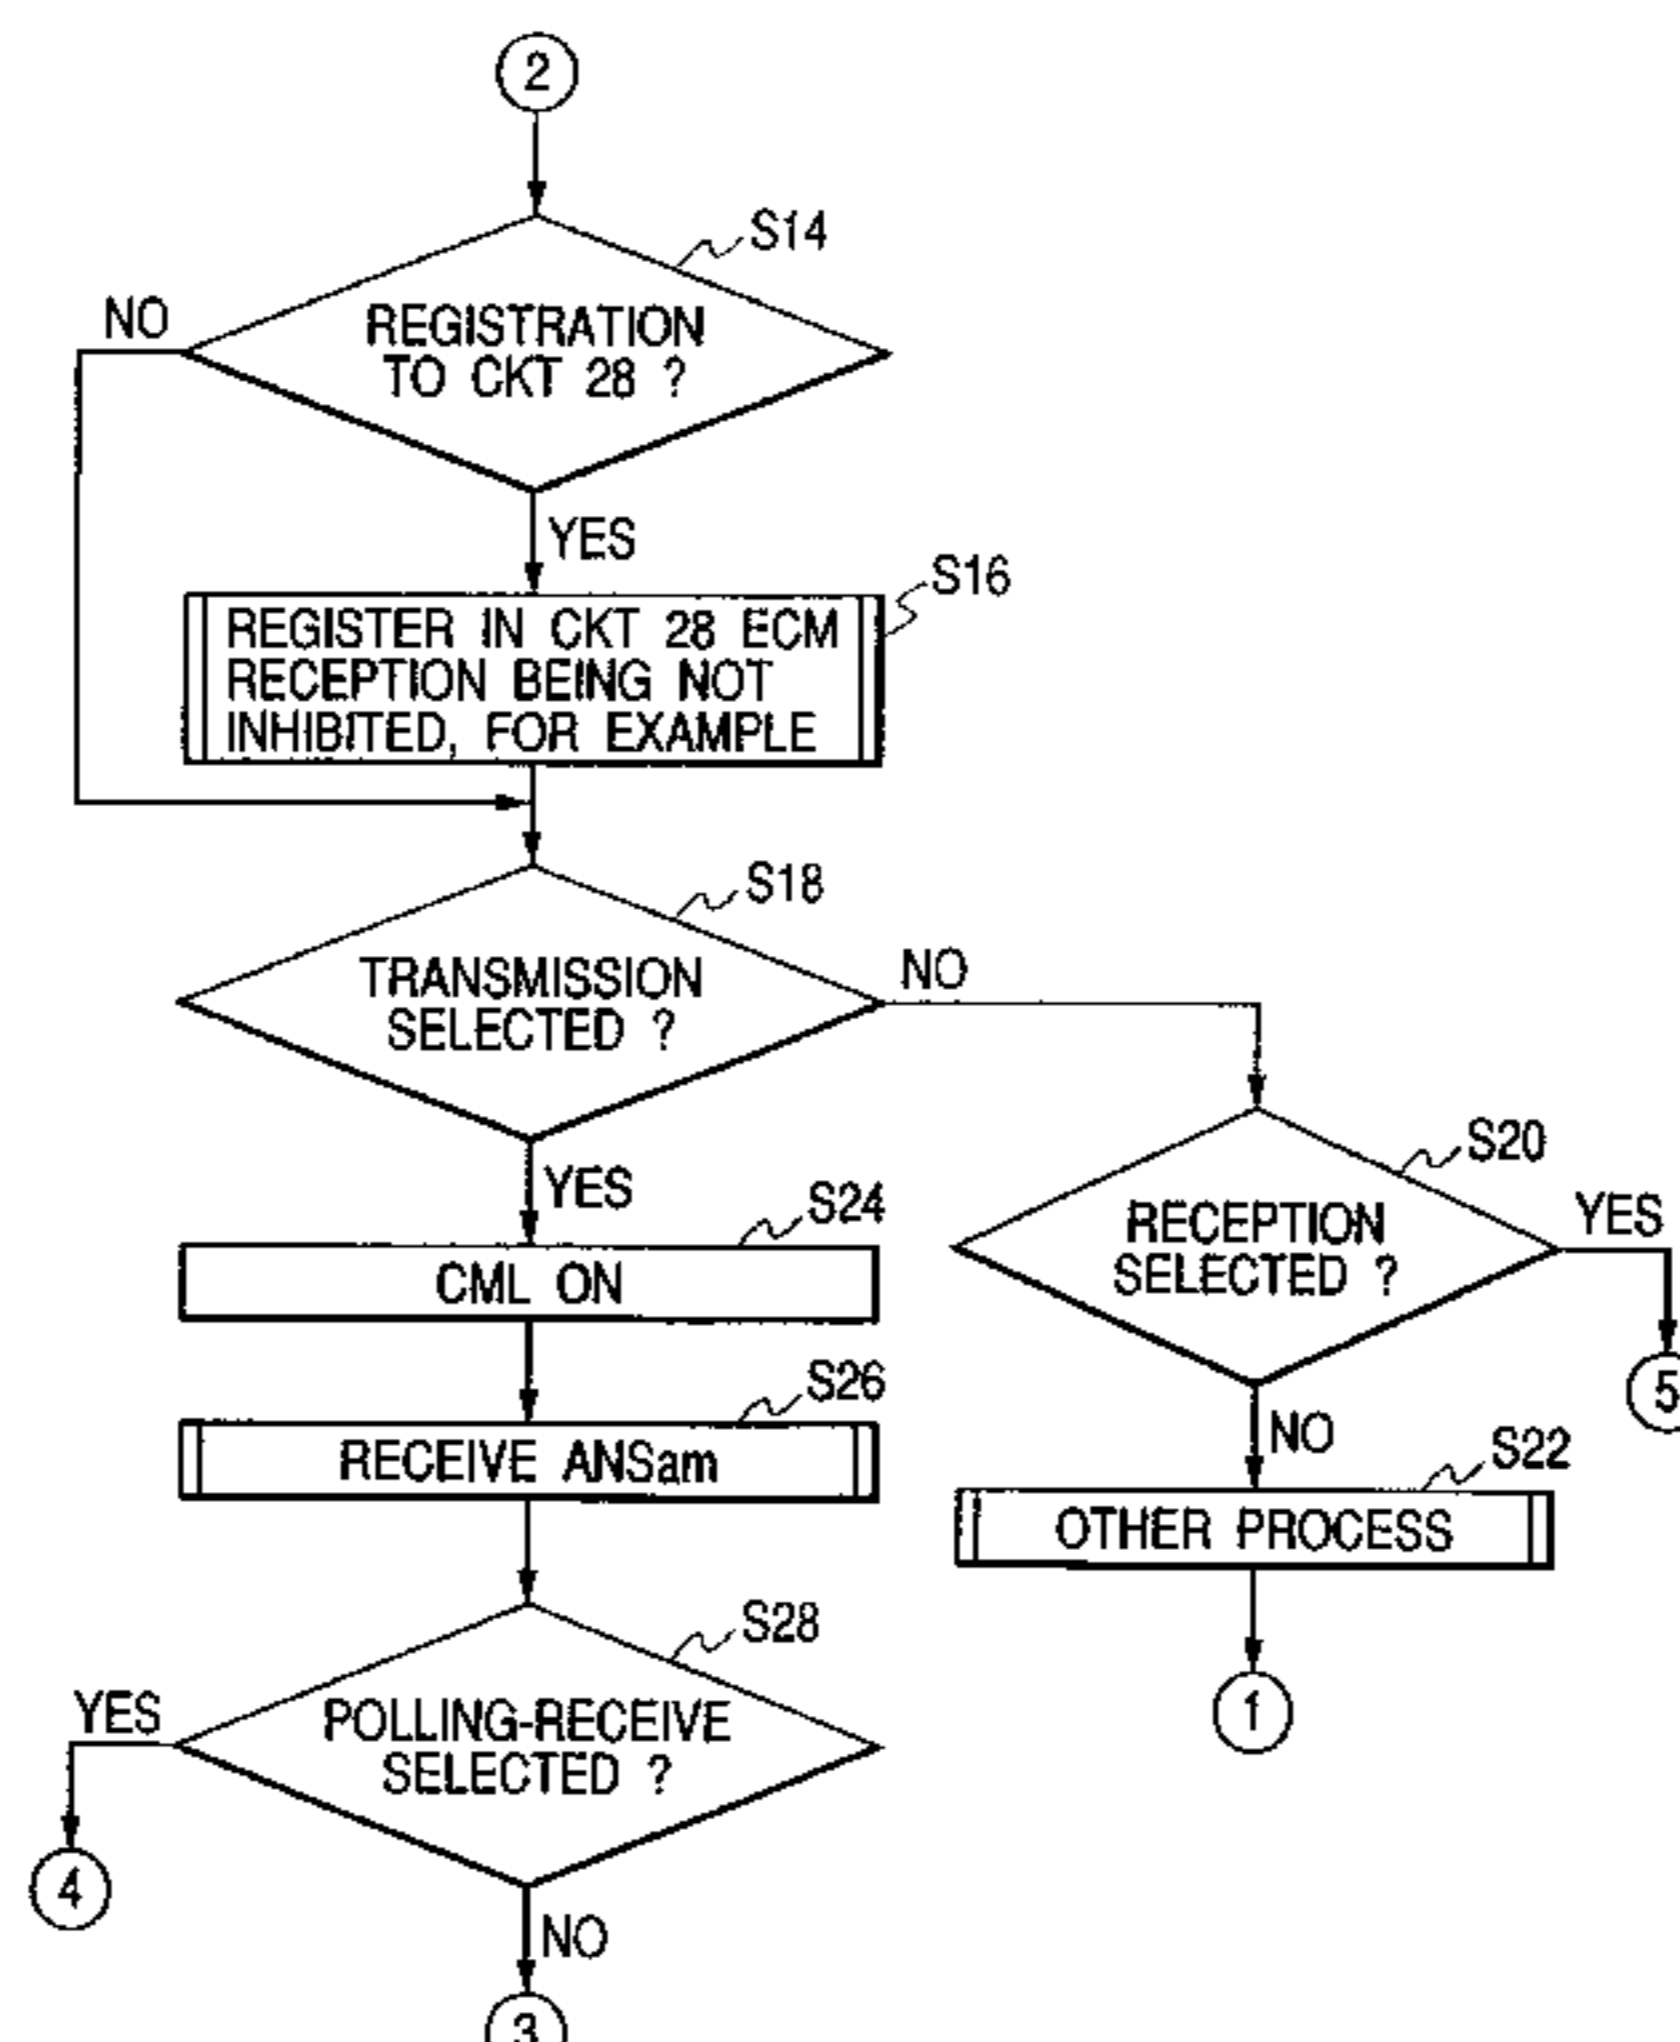 2
S14
NO
REGISTRATION
TO CKT 28 ?
YES
S16
REGISTER IN CKT 28 ECM
RECEPTION BEING NOT
INHIBITED, FOR EXAMPLE
S18
TRANSMISSION
SELECTED ?
NO
YES
S20
RECEPTION
SELECTED ?
YES
S24
CML ON
5
S26
RECEIVE ANSam
NO
S22
OTHER PROCESS
S28
YES
POLLING-RECEIVE
SELECTED ?
1
4
NO
3